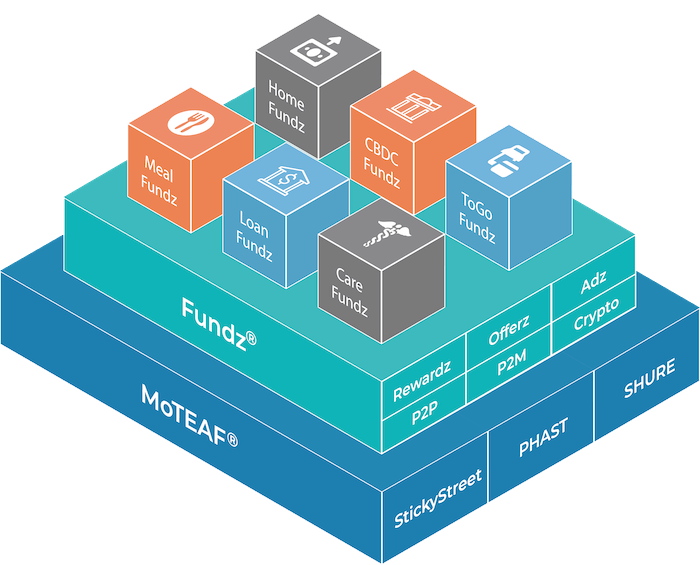 Home
Fundz
CBDC
Fundz
Meal
Fundz
ToGo
Fundz
Loan
Fundz
$
Care
Fundz
Fundz®
Rewardz
Offerz
Adz
P2P
P2M
Crypto
MoTEAF®
StickyStreet
PHAST
SHURE